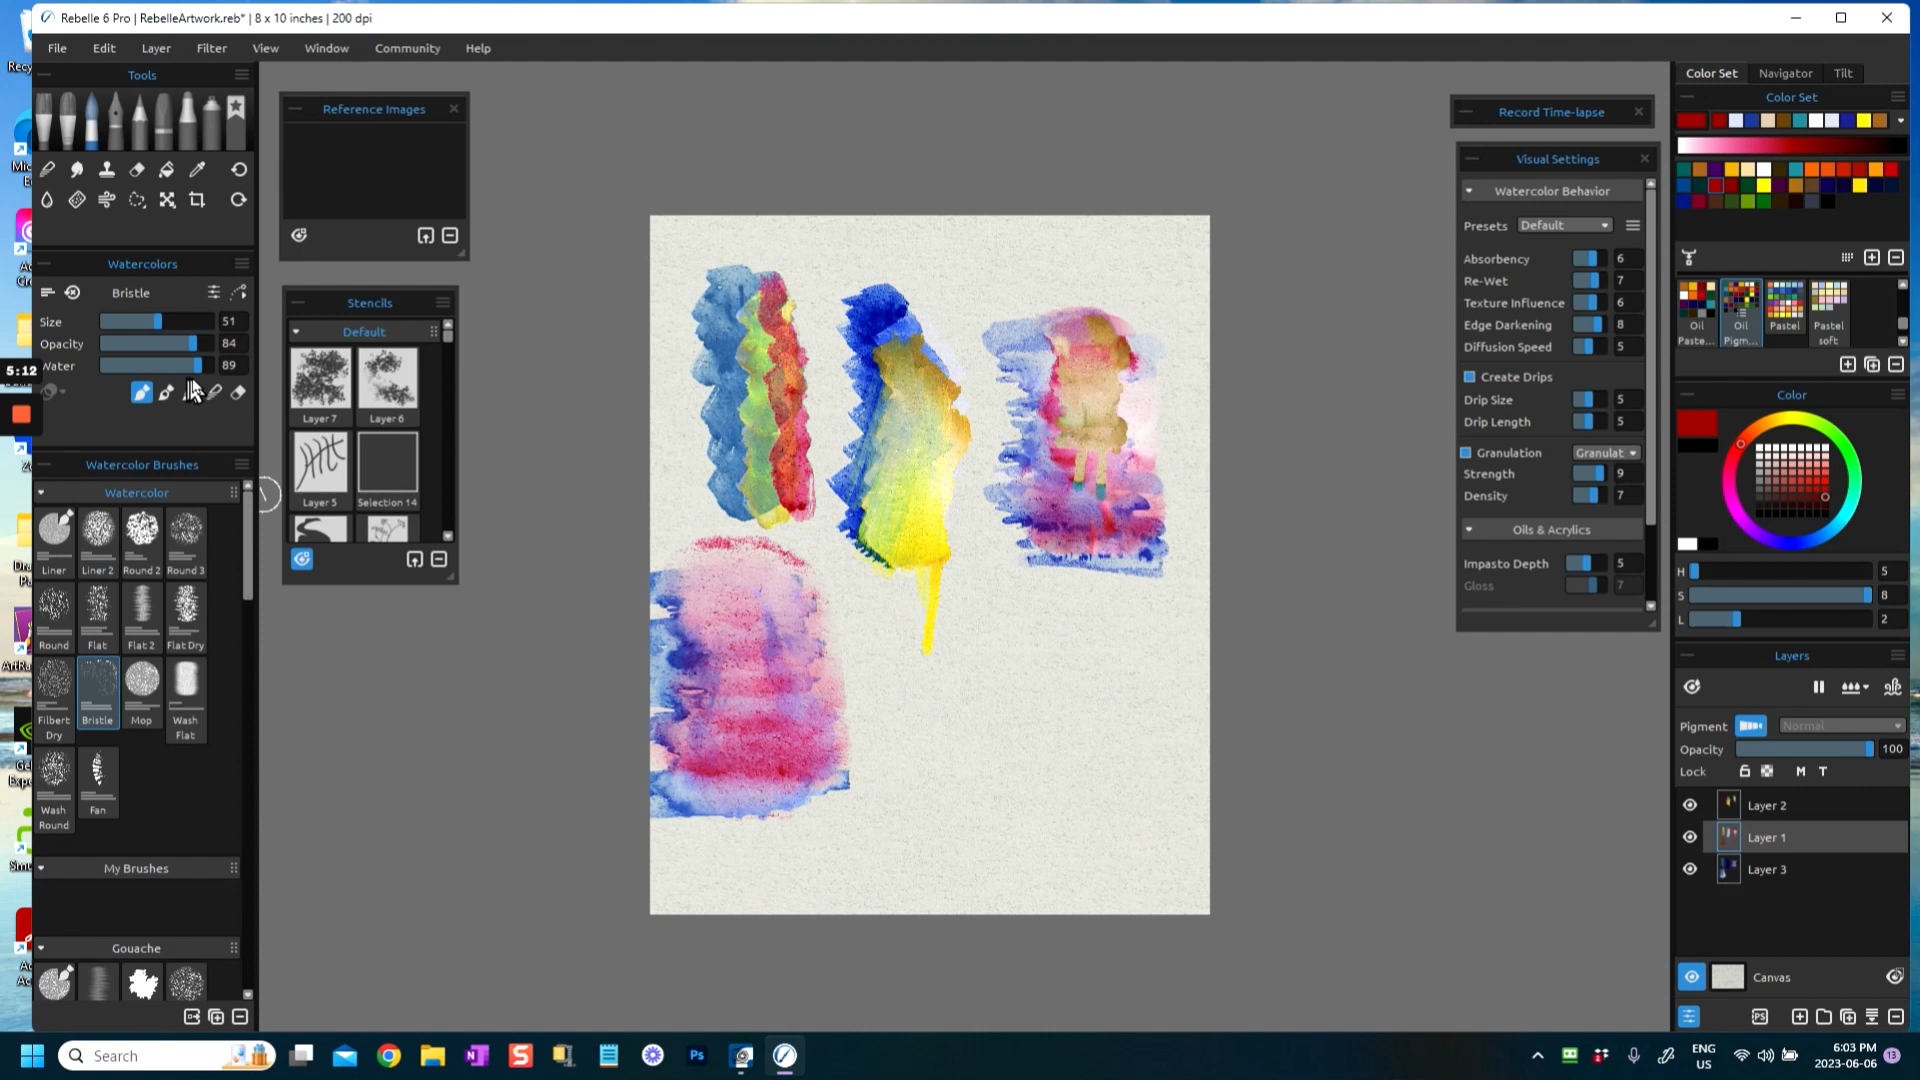 Rebelle 6 Pro | RebelleArtwork.reb* | 8 x 10 inches | 200 dpi
File Edit Layer Filter View Window Community Help
Tools
Watercolors
Bristle
Size 51
Opacity 84
Water 89
5:12
Watercolor Brushes
Watercolor
Liner Liner 2 Round 2 Round 3
Round Flat Flat 2 Flat Dry
Filbert Dry Bristle Mop Wash Flat
Wash Round Fan
My Brushes
Gouache
Reference Images
Stencils
Default
Layer 7 Layer 6
Layer 5 Selection 14
Record Time-lapse
Visual Settings
Watercolor Behavior
Presets Default
Absorbency 6
Re-Wet 7
Texture Influence 6
Edge Darkening 8
Diffusion Speed 5
Create Drips
Drip Size 5
Drip Length 5
Granulation Granulat
Strength 9
Density 7
Oils & Acrylics
Impasto Depth 5
Gloss 7
Color Set Navigator Tilt
Color Set
Oil Paste... Oil Pigm... Pastel Pastel soft
Color
H 5
S 8
L 2
Layers
Pigment Normal
Opacity 100
Lock M T
Layer 2
Layer 1
Layer 3
Canvas
PS
Search
N S Ps
ENG US
6:03 PM
2023-06-06
13